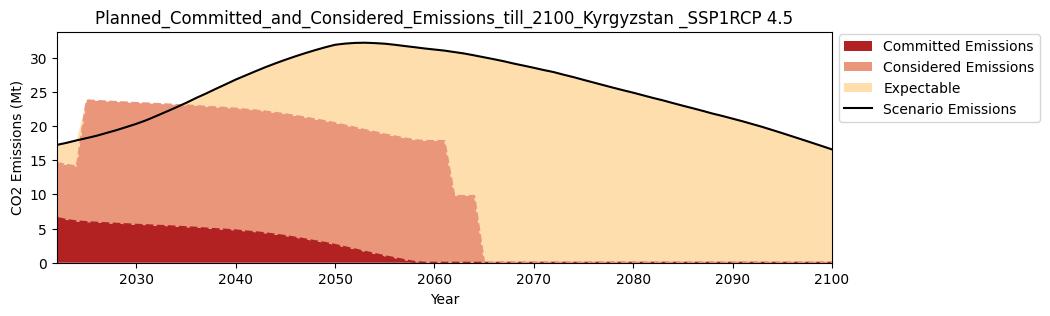 Planned_Committed_and_Considered_Emissions_till_2100_Kyrgyzstan _SSP1RCP 4.5
Committed Emissions
Considered Emissions
Expectable
Scenario Emissions
CO2 Emissions (Mt)
30
25
20
15
10
5
0
2030 2040 2050 2060 2070 2080 2090 2100
Year